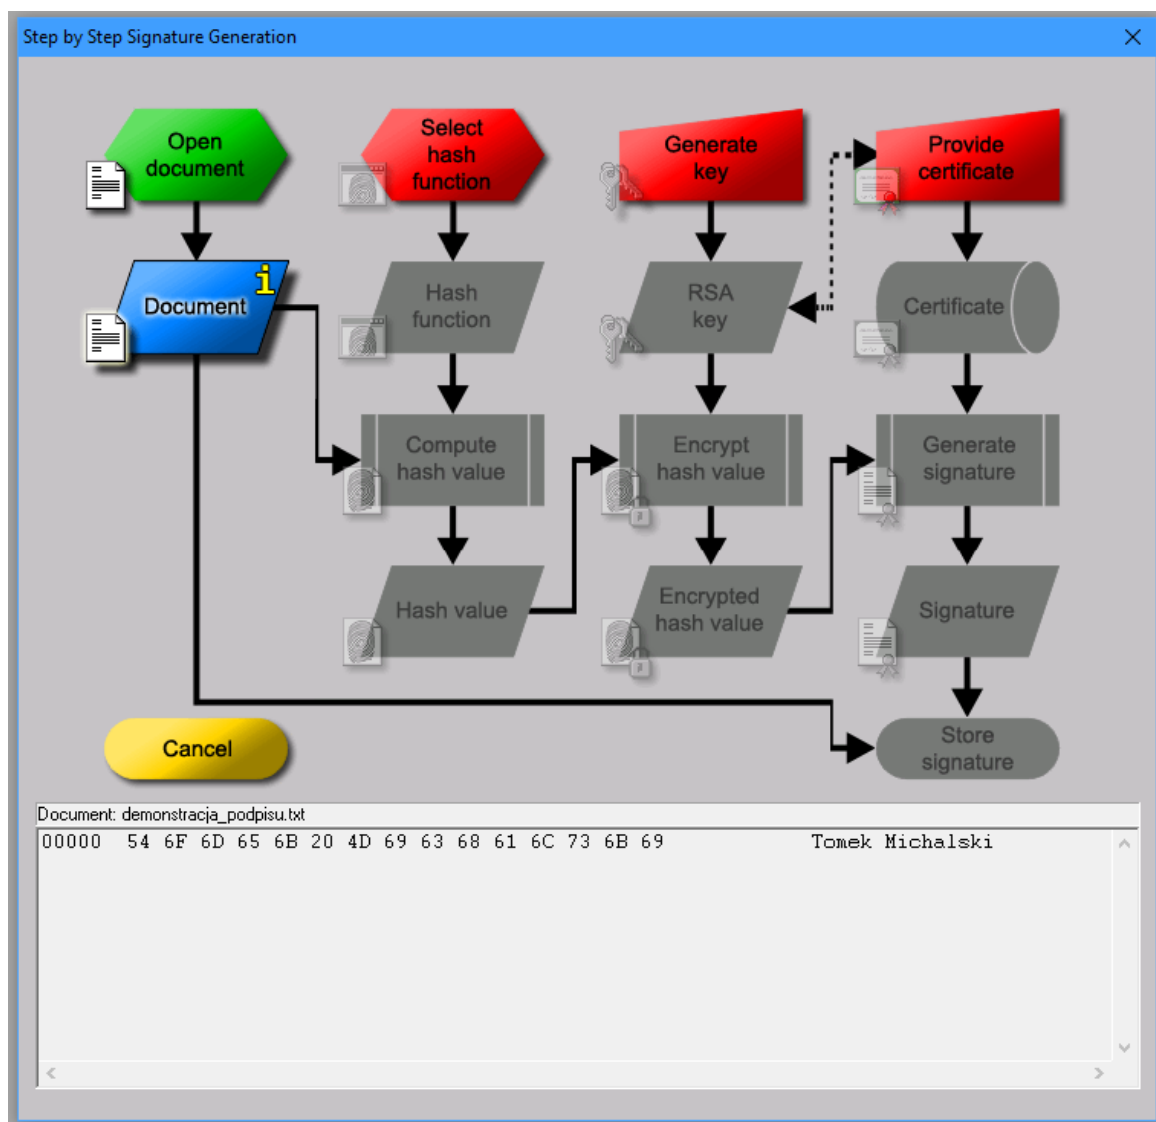 Step by Step Signature Generation
Open
document
Select
hash
function
Generate
key
Provide
certificate
Document
i
Hash
function
RSA
key
Certificate
Compute
hash value
Encrypt
hash value
Generate
signature
Hash value
Encrypted
hash value
Signature
Cancel
Store
signature
Document: demonstracja_podpisu.txt
00000 54 6F 6D 65 6B 20 4D 69 63 68 61 6C 73 6B 69 Tomek Michalski